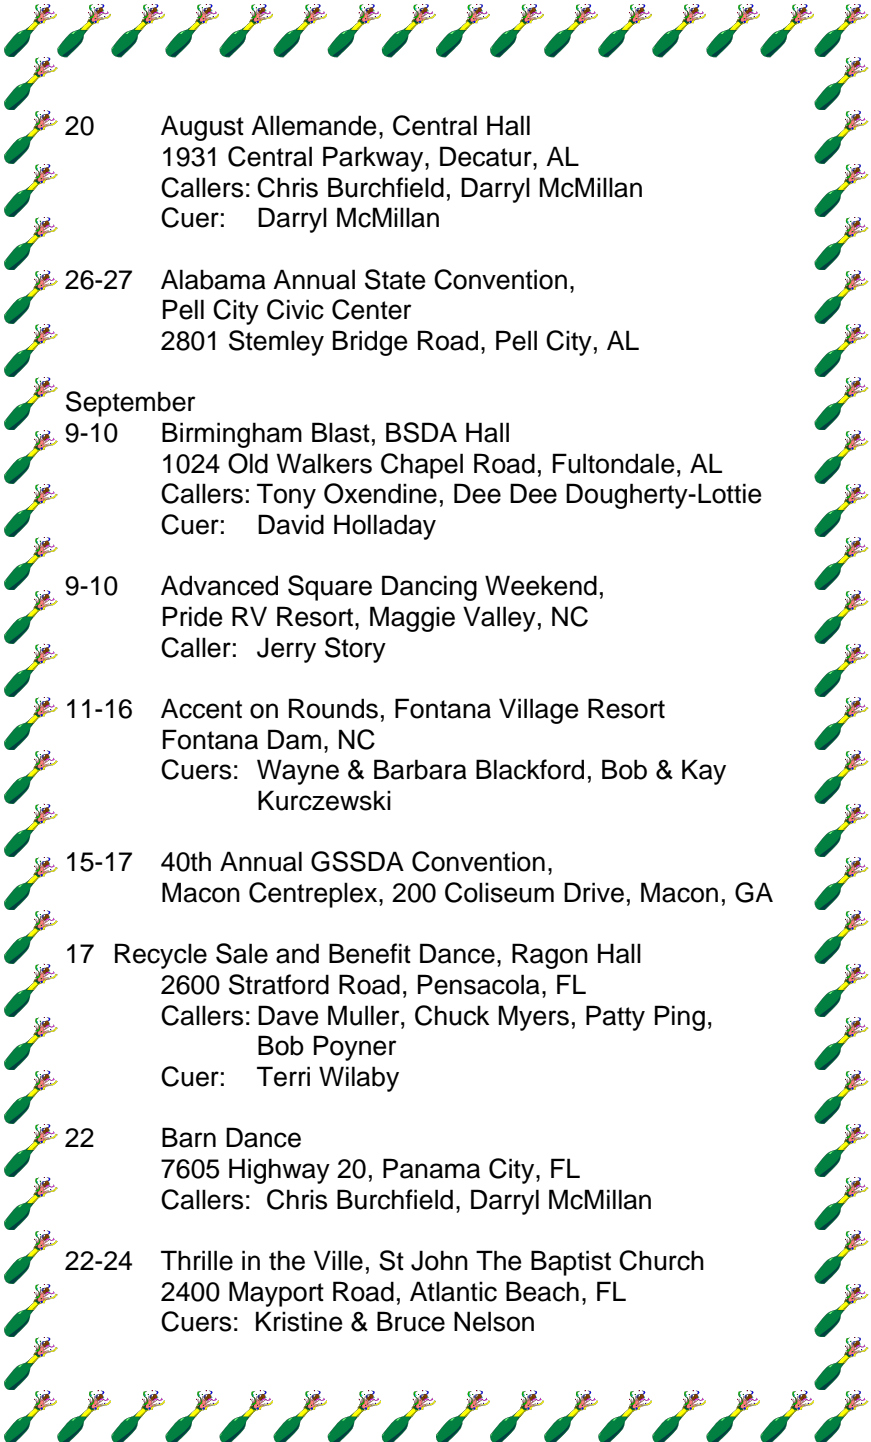 20 August Allemande, Central Hall
1931 Central Parkway, Decatur, AL
Callers: Chris Burchfield, Darryl McMillan
Cuer: Darryl McMillan
26-27 Alabama Annual State Convention,
Pell City Civic Center
2801 Stemley Bridge Road, Pell City, AL
September
9-10 Birmingham Blast, BSDA Hall
1024 Old Walkers Chapel Road, Fultondale, AL
Callers: Tony Oxendine, Dee Dee Dougherty-Lottie
Cuer: David Holladay
9-10 Advanced Square Dancing Weekend,
Pride RV Resort, Maggie Valley, NC
Caller: Jerry Story
11-16 Accent on Rounds, Fontana Village Resort
Fontana Dam, NC
Cuers: Wayne & Barbara Blackford, Bob & Kay
Kurczewski
15-17 40th Annual GSSDA Convention,
Macon Centreplex, 200 Coliseum Drive, Macon, GA
17 Recycle Sale and Benefit Dance, Ragon Hall
2600 Stratford Road, Pensacola, FL
Callers: Dave Muller, Chuck Myers, Patty Ping,
Bob Poyner
Cuer: Terri Wilaby
22 Barn Dance
7605 Highway 20, Panama City, FL
Callers: Chris Burchfield, Darryl McMillan
22-24 Thrille in the Ville, St John The Baptist Church
2400 Mayport Road, Atlantic Beach, FL
Cuers: Kristine & Bruce Nelson